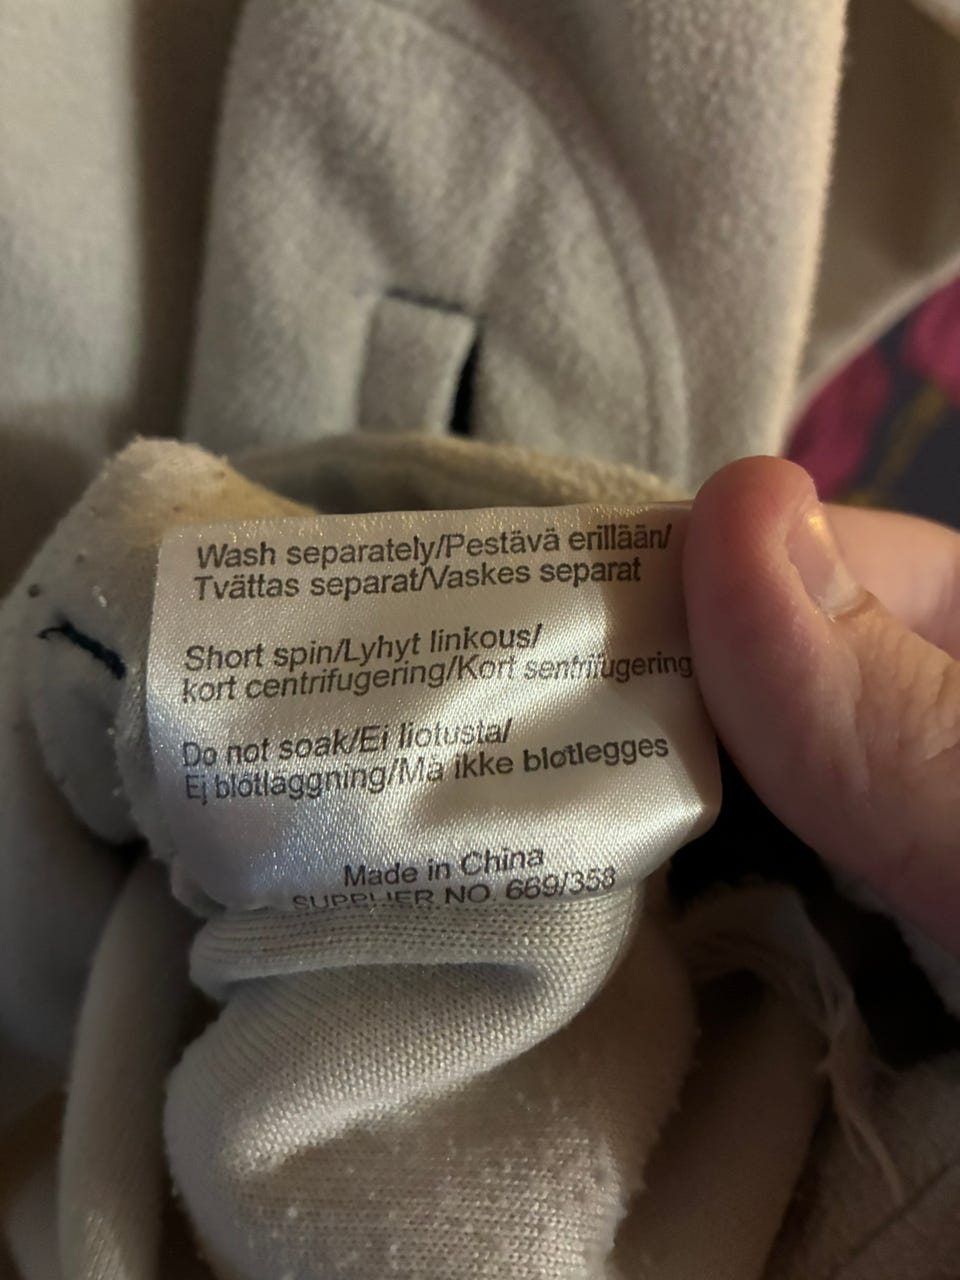 Wash separately/Pestävä erillään/
Tvättas separat/Vaskes separat
Short spin/Lyhyt linkous/
kort centrifugering/Kort sentrifugering
Do not soak/Ei liotusta/
Ej blötläggning/Må ikke bløtlegges
Made in China
SUPPLIER NO. 669/358